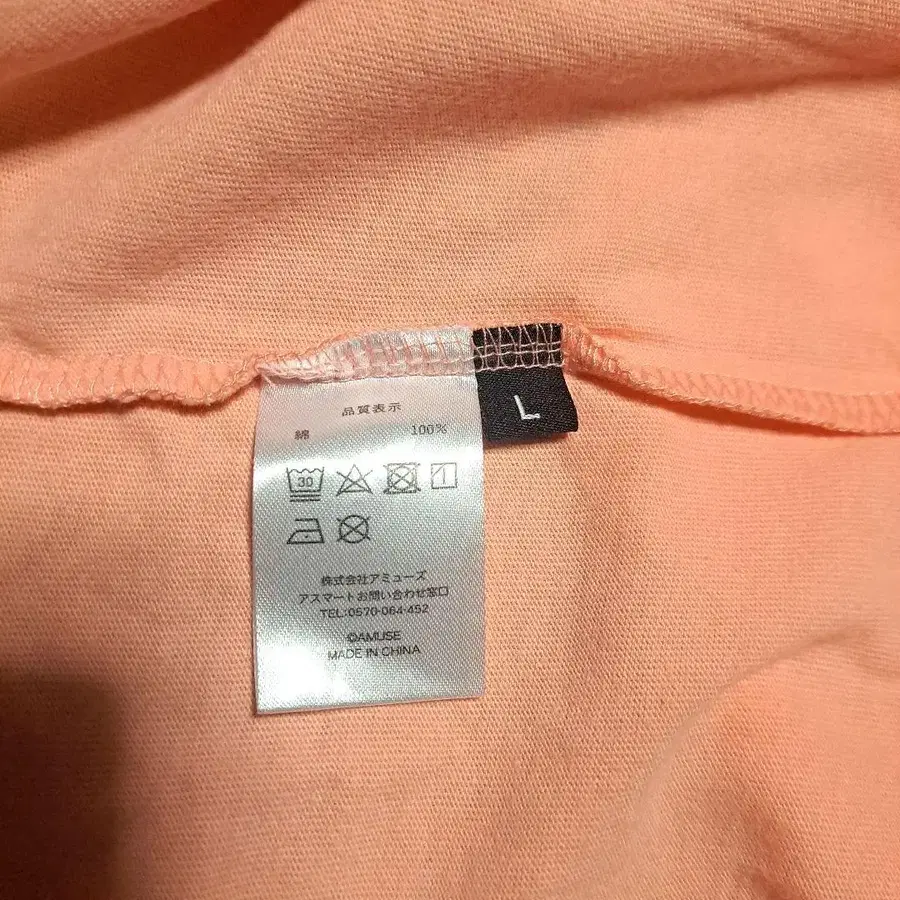 品質表示
綿 100%
30
株式会社アミューズ
アスマートお問い合わせ窓口
TEL:0570-064-452
©AMUSE
MADE IN CHINA
L